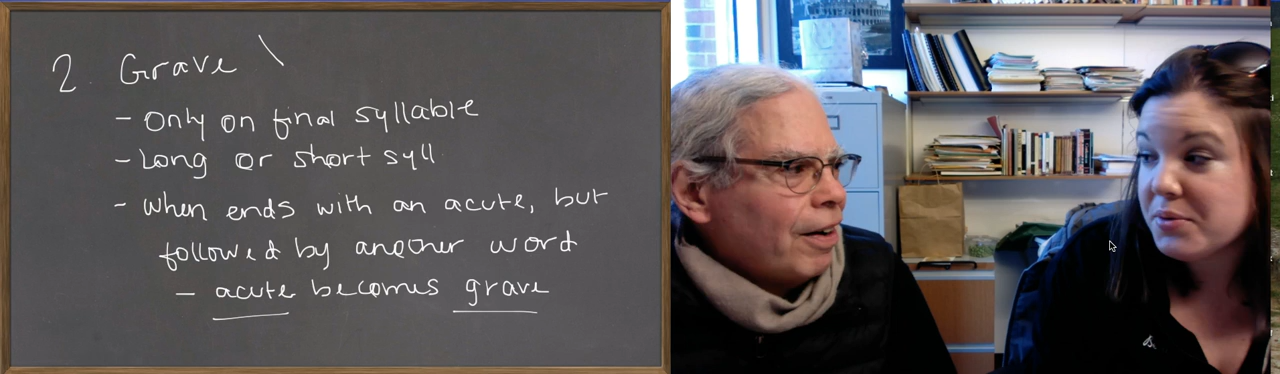 2. Grave \
- only on final syllable
- Long or short syll.
- When ends with an acute, but
followed by another word
- acute becomes grave